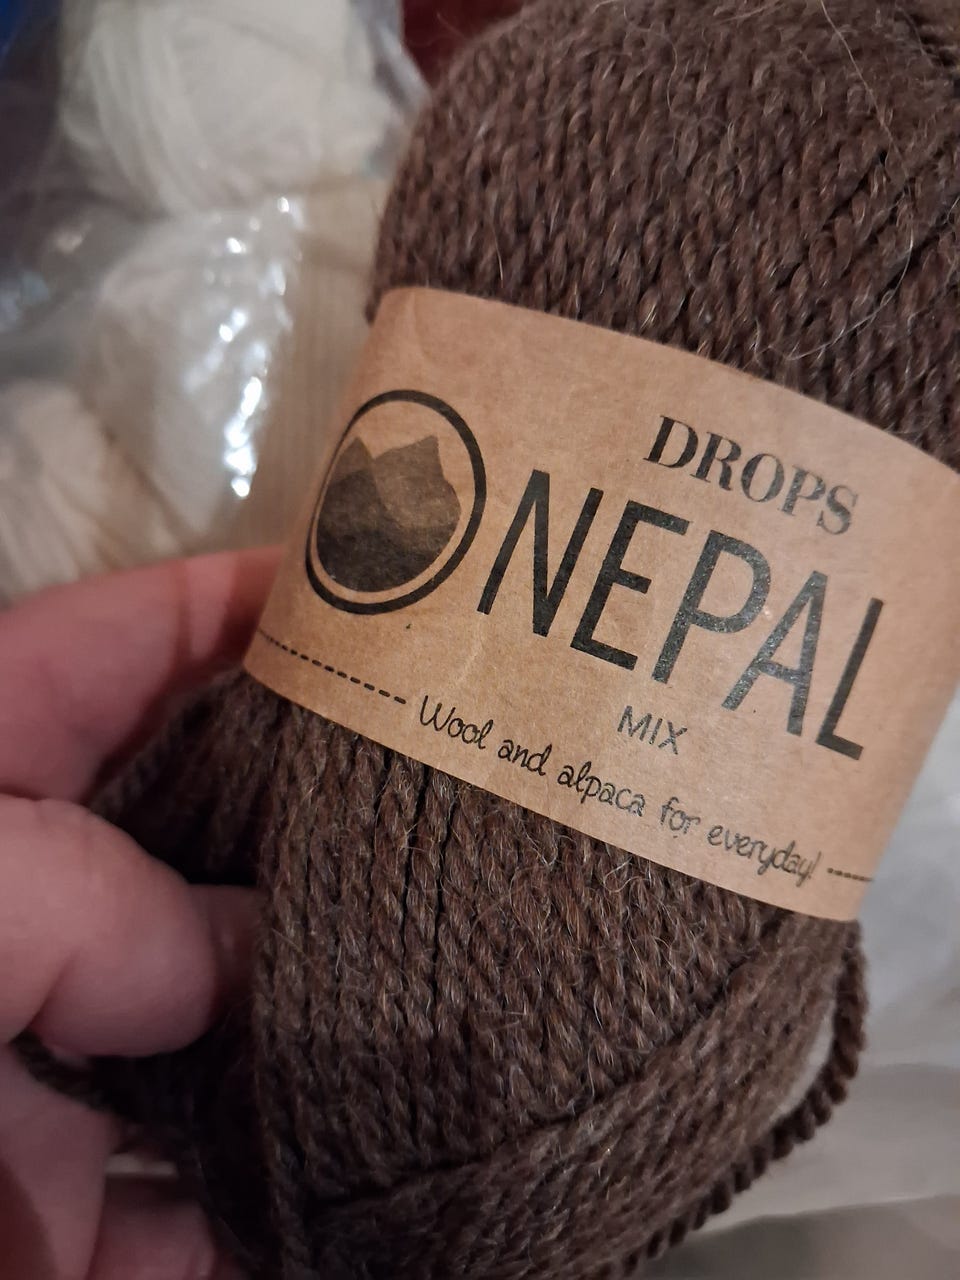 DROPS
NEPAL
MIX
Wool and alpaca for everyday!